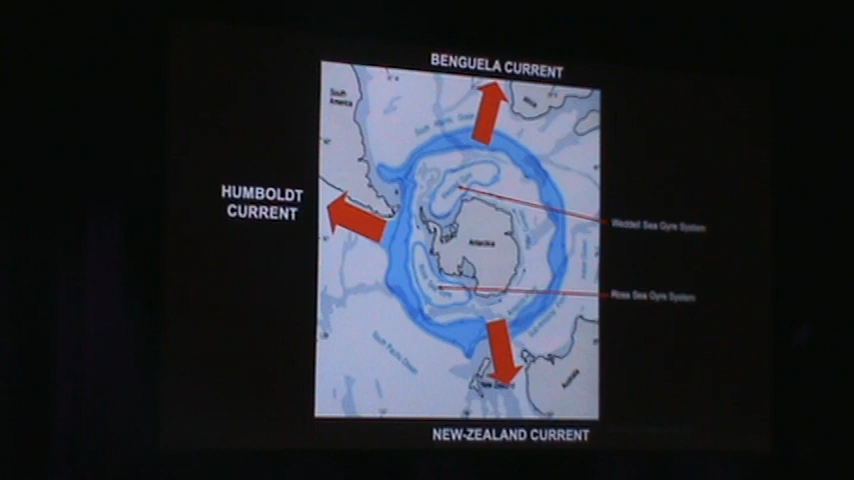 BENGUELA CURRENT
South
America
Africa
HUMBOLDT
CURRENT
Weddell Sea Gyre System
Antarctica
Ross Sea Gyre System
South Pacific Ocean
Australia
New Zealand
NEW-ZEALAND CURRENT